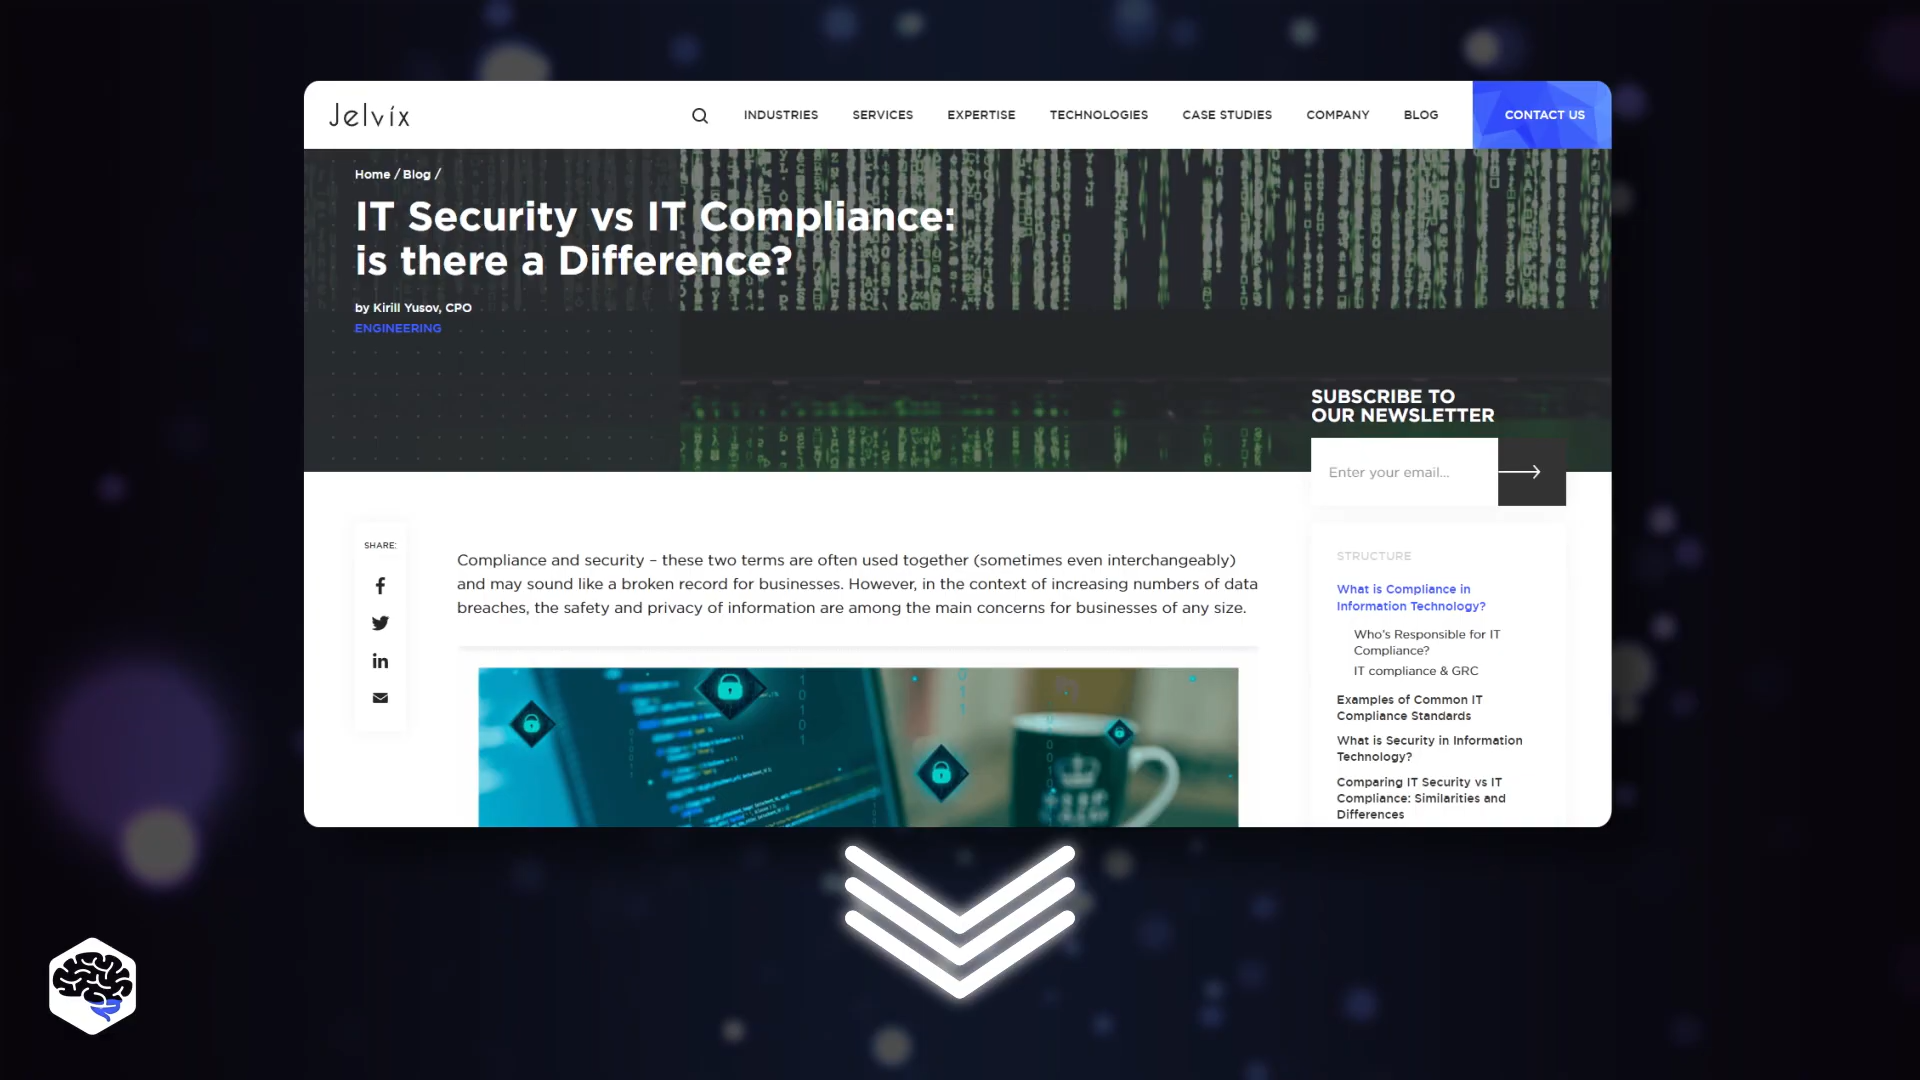 Jelvix
INDUSTRIES
SERVICES
EXPERTISE
TECHNOLOGIES
CASE STUDIES
COMPANY
BLOG
CONTACT US
Home / Blog /
IT Security vs IT Compliance:
is there a Difference?
by Kirill Yusov, CPO
ENGINEERING
SUBSCRIBE TO
OUR NEWSLETTER
Enter your email...
SHARE:
Compliance and security – these two terms are often used together (sometimes even interchangeably)
and may sound like a broken record for businesses. However, in the context of increasing numbers of data
breaches, the safety and privacy of information are among the main concerns for businesses of any size.
STRUCTURE
What is Compliance in
Information Technology?
Who's Responsible for IT
Compliance?
IT compliance & GRC
Examples of Common IT
Compliance Standards
What is Security in Information
Technology?
Comparing IT Security vs IT
Compliance: Similarities and
Differences